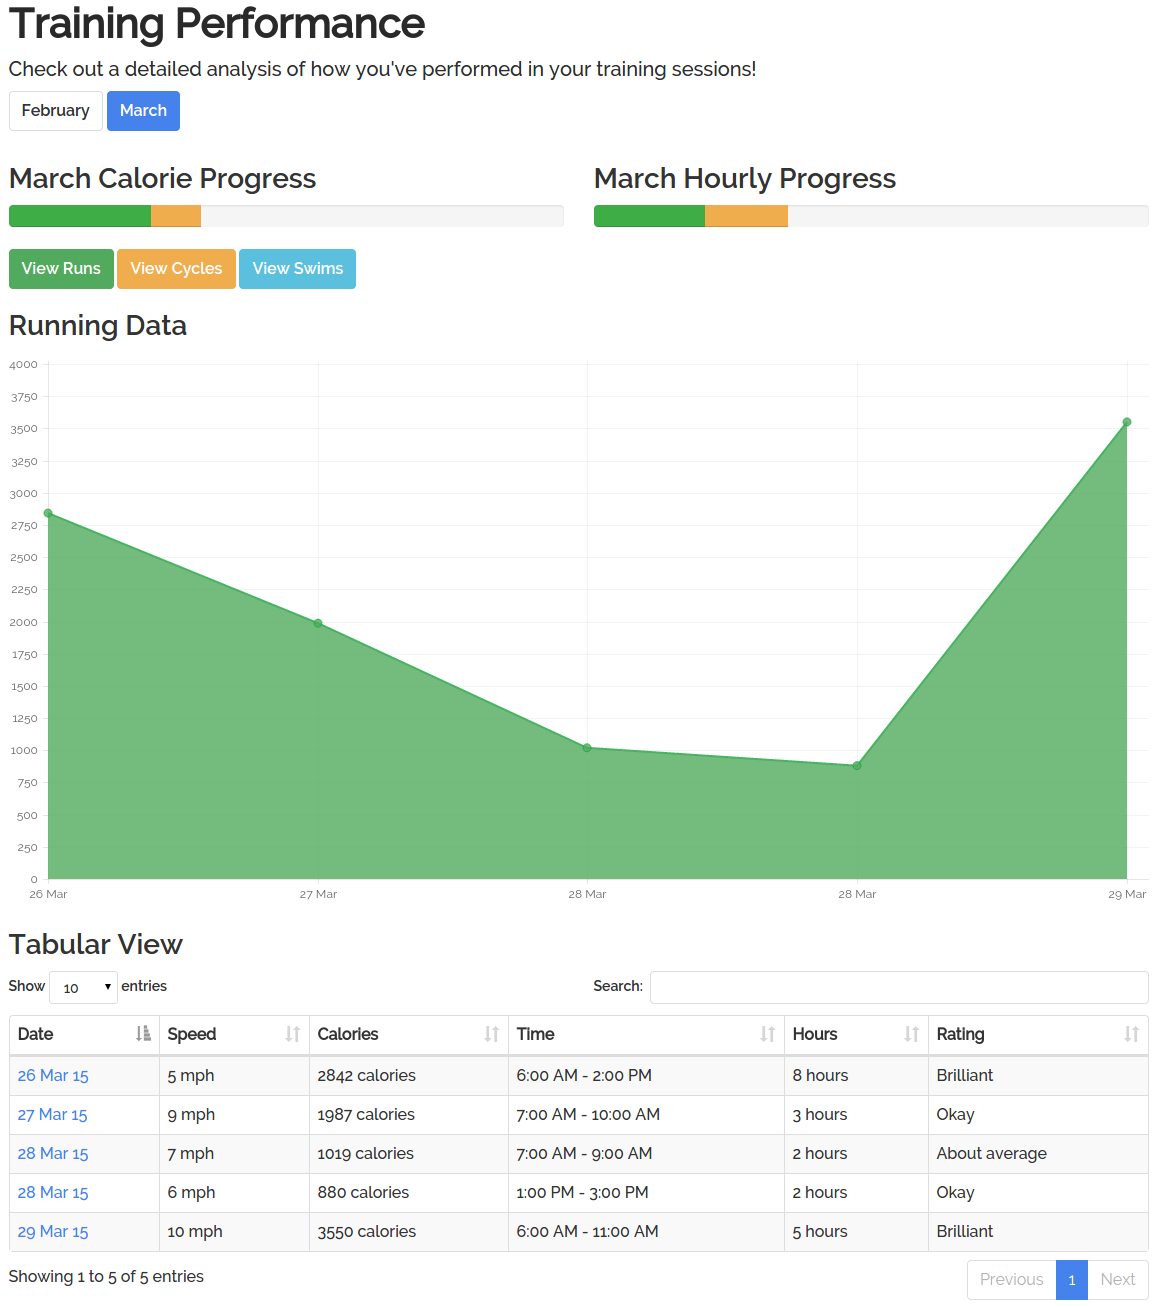 Training Performance
Check out a detailed analysis of how you've performed in your training sessions!
February March
March Calorie Progress March Hourly Progress
View Runs View Cycles View Swims
Running Data
4000
3750
3500
3250
3000
2750
2500
2250
2000
1750
1500
1250
1000
750
500
250
0
26 Mar 27 Mar 28 Mar 28 Mar 29 Mar
Tabular View
Show 10 entries Search:
Date Speed Calories Time Hours Rating
26 Mar 15 5 mph 2842 calories 6:00 AM - 2:00 PM 8 hours Brilliant
27 Mar 15 9 mph 1987 calories 7:00 AM - 10:00 AM 3 hours Okay
28 Mar 15 7 mph 1019 calories 7:00 AM - 9:00 AM 2 hours About average
28 Mar 15 6 mph 880 calories 1:00 PM - 3:00 PM 2 hours Okay
29 Mar 15 10 mph 3550 calories 6:00 AM - 11:00 AM 5 hours Brilliant
Showing 1 to 5 of 5 entries Previous 1 Next